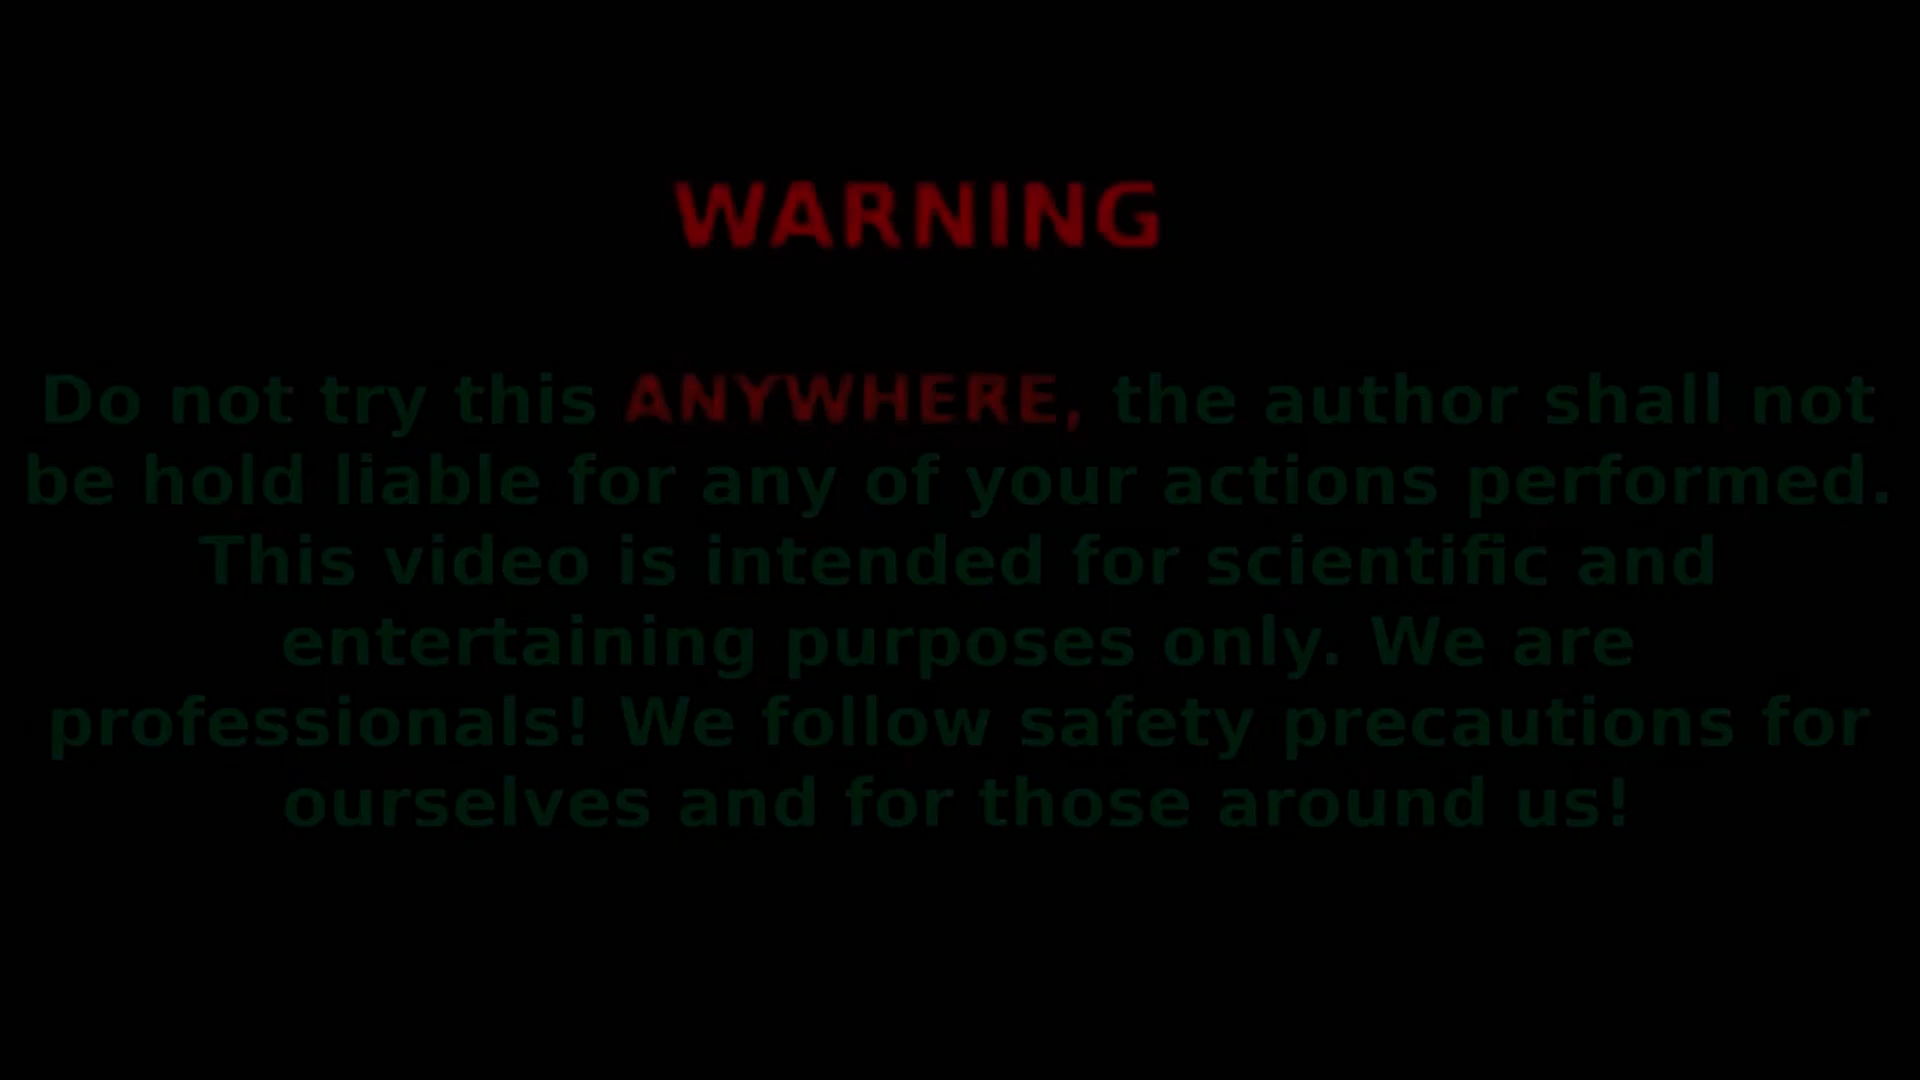 WARNING
Do not try this ANYWHERE, the author shall not
be hold liable for any of your actions performed.
This video is intended for scientific and
entertaining purposes only. We are
professionals! We follow safety precautions for
ourselves and for those around us!